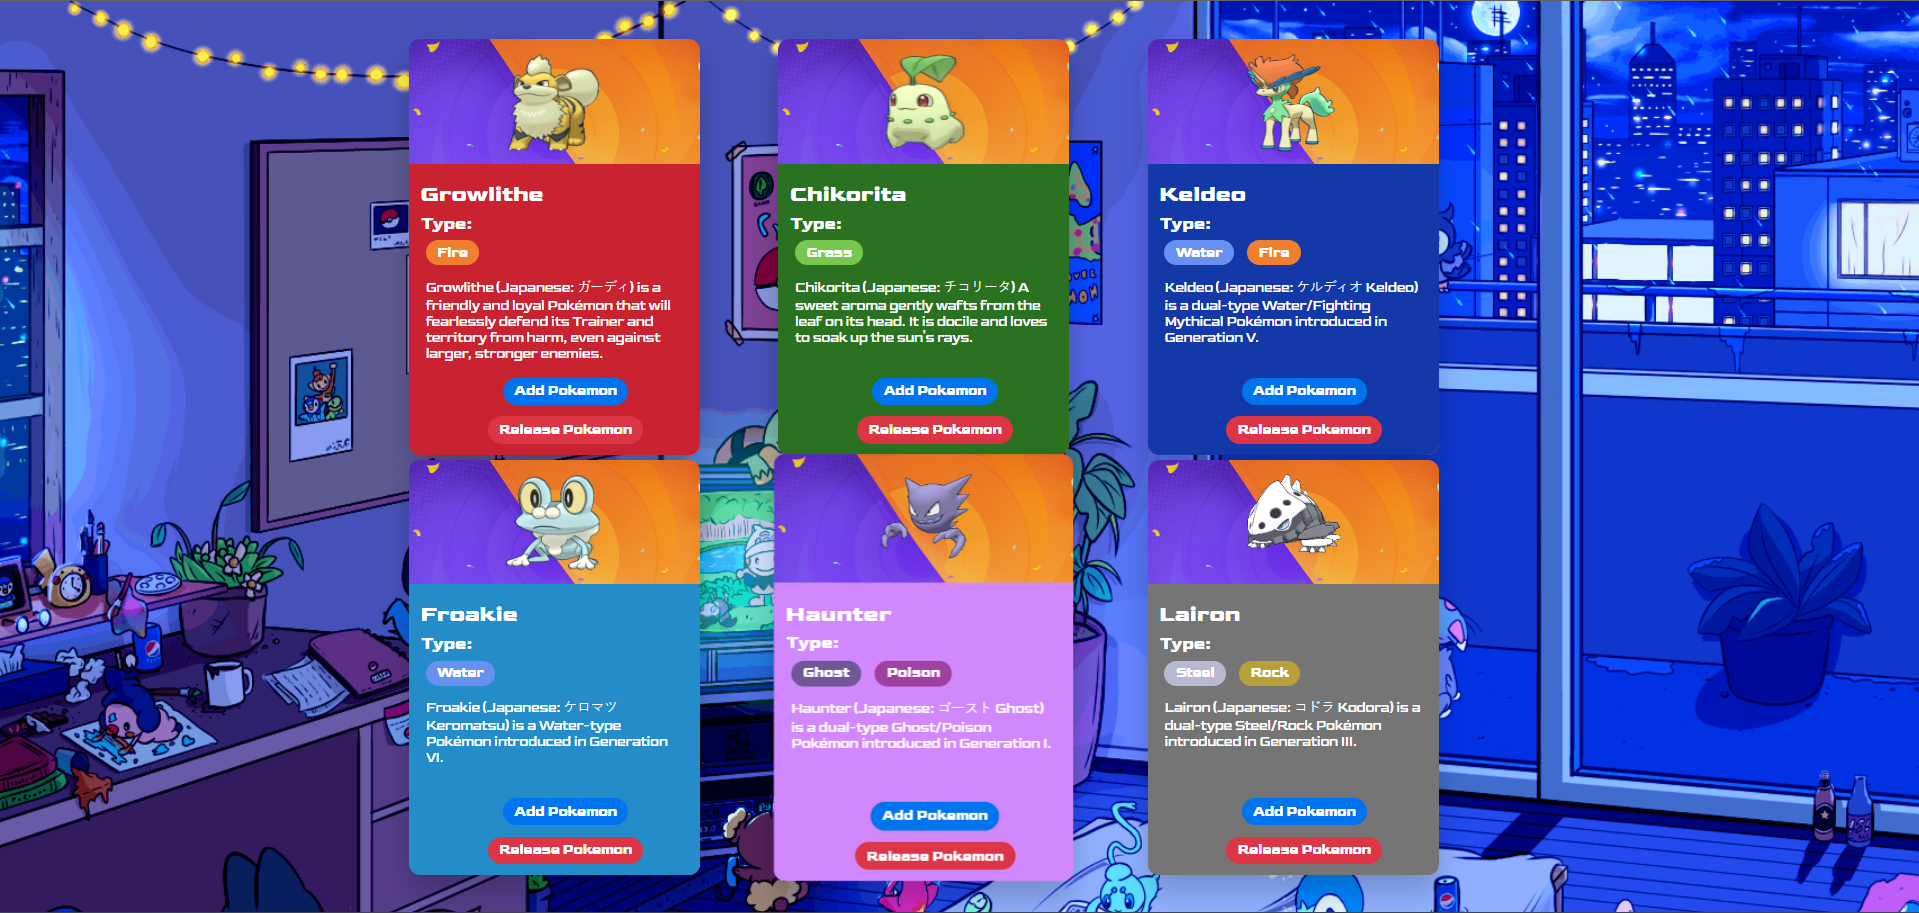 Growlithe
Type:
Fire
Growlithe (Japanese: ガーディ) is a
friendly and loyal Pokémon that will
fearlessly defend its Trainer and
territory from harm, even against
larger, stronger enemies.
Add Pokemon
Release Pokemon
Chikorita
Type:
Grass
Chikorita (Japanese: チコリータ) A
sweet aroma gently wafts from the
leaf on its head. It is docile and loves
to soak up the sun's rays.
Add Pokemon
Release Pokemon
Keldeo
Type:
Water Fire
Keldeo (Japanese: ケルディオ Keldeo)
is a dual-type Water/Fighting
Mythical Pokémon introduced in
Generation V.
Add Pokemon
Release Pokemon
Froakie
Type:
Water
Froakie (Japanese: ケロマツ
Keromatsu) is a Water-type
Pokémon introduced in Generation
VI.
Add Pokemon
Release Pokemon
Haunter
Type:
Ghost Poison
Haunter (Japanese: ゴースト Ghost)
is a dual-type Ghost/Poison
Pokémon introduced in Generation I.
Add Pokemon
Release Pokemon
Lairon
Type:
Steel Rock
Lairon (Japanese: コドラ Kodora) is a
dual-type Steel/Rock Pokémon
introduced in Generation III.
Add Pokemon
Release Pokemon